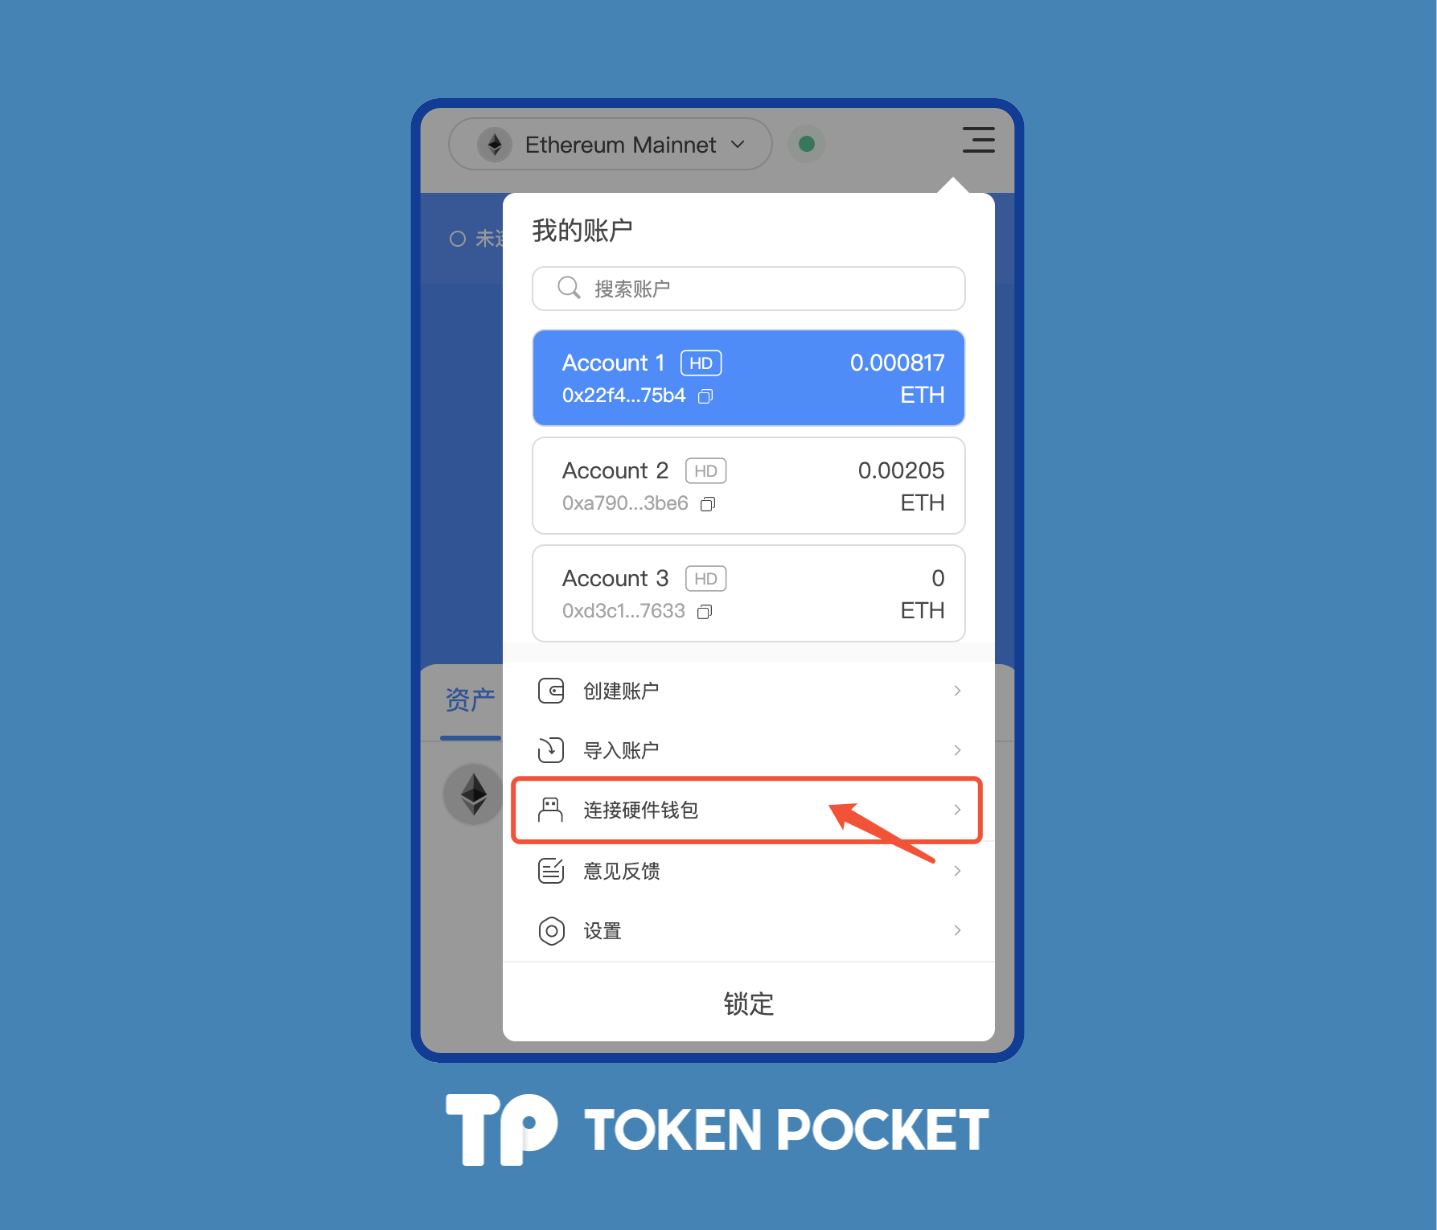 Ethereum Mainnet
未
我的账户
搜索账户
Account 1 HD 0.000817
0x22f4...75b4 ETH
Account 2 HD 0.00205
0xa790...3be6 ETH
Account 3 HD 0
0xd3c1...7633 ETH
资产
创建账户
导入账户
连接硬件钱包
意见反馈
设置
锁定
TP TOKEN POCKET